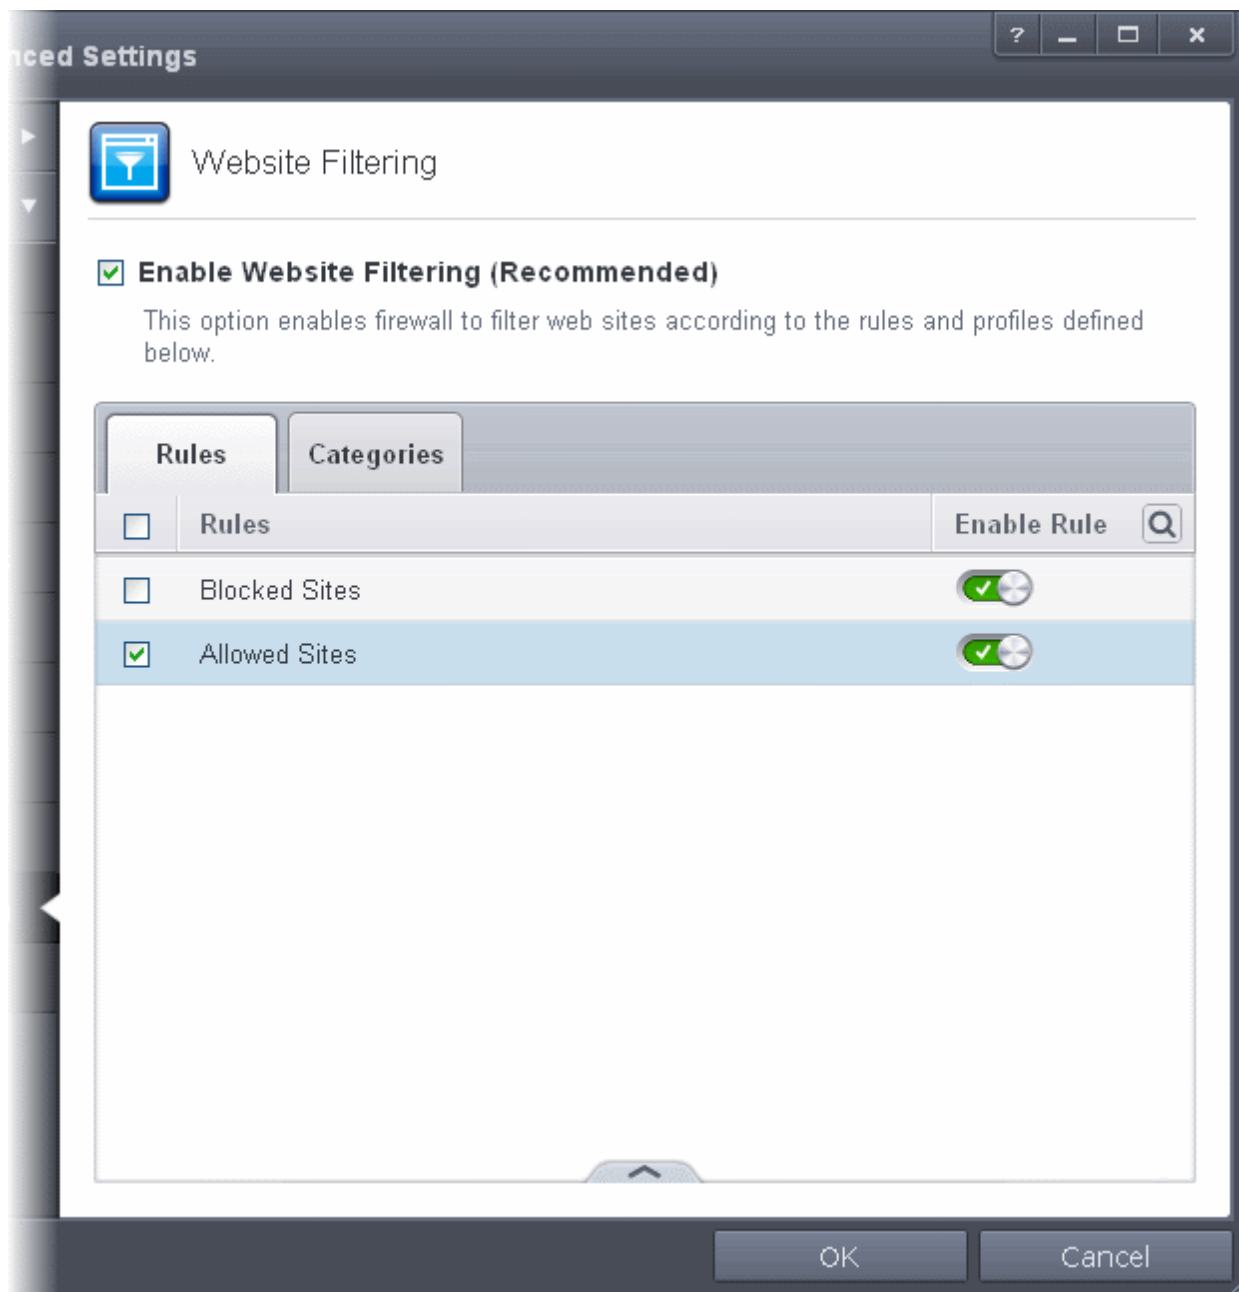 nced Settings
?
Website Filtering
Enable Website Filtering (Recommended)
This option enables firewall to filter web sites according to the rules and profiles defined
below.
Rules Categories
Rules Enable Rule
Blocked Sites
Allowed Sites
OK Cancel